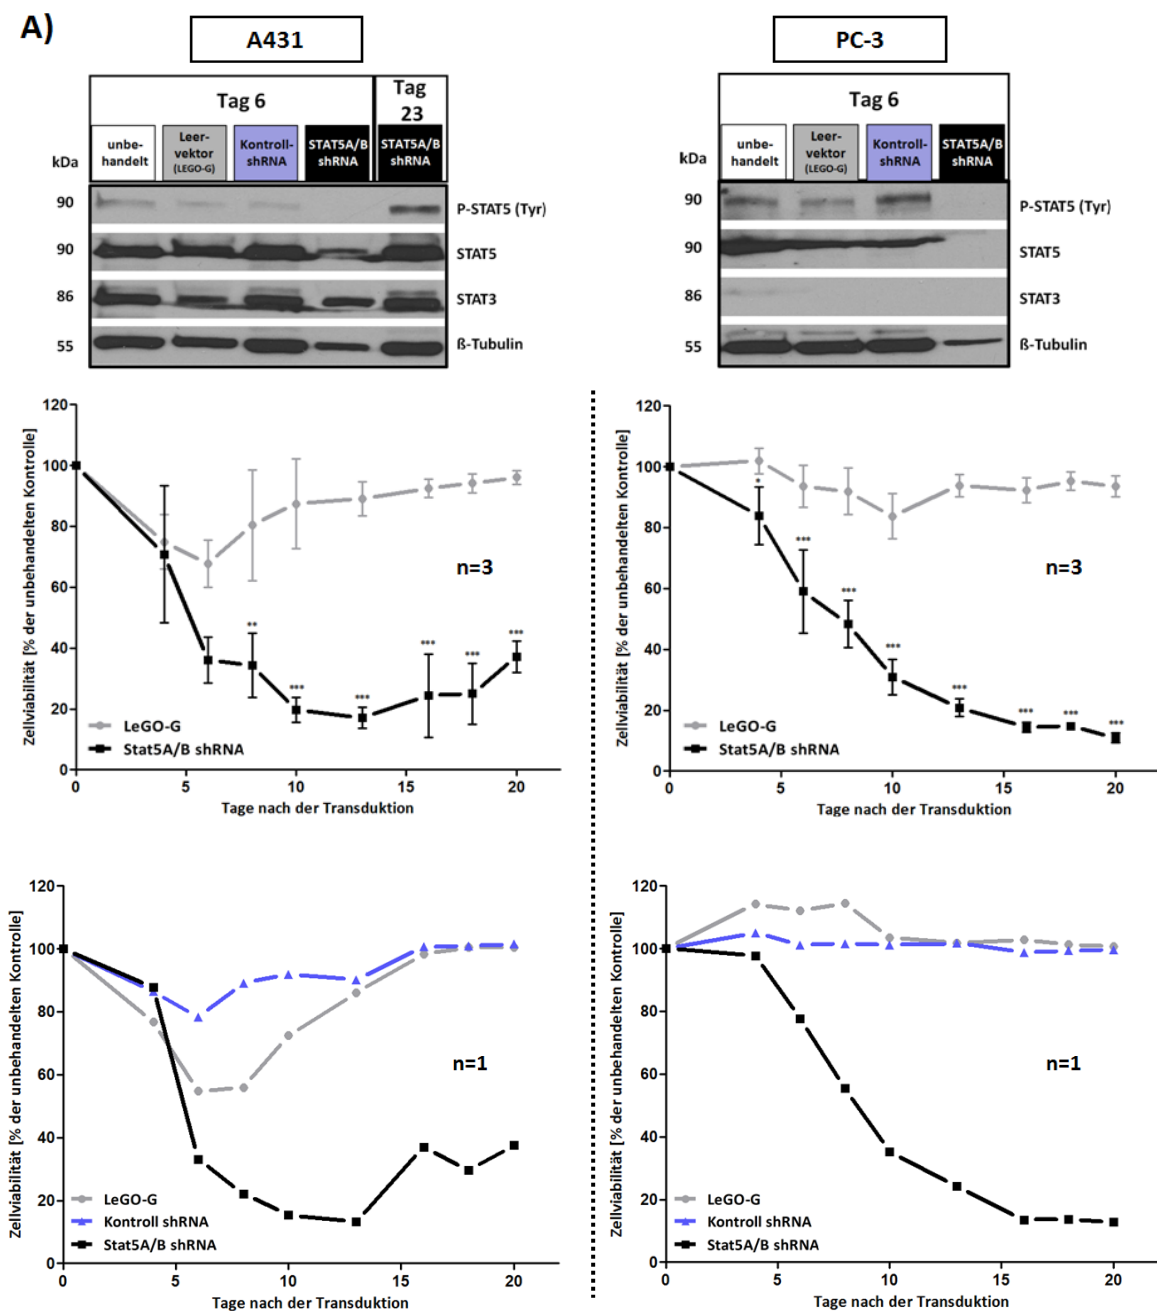 A)
A431
Tag 6
Tag
23
kDa
unbe-
handelt
Leer-
vektor
(LEGO-G)
Kontroll-
shRNA
STAT5A/B
shRNA
STAT5A/B
shRNA
90
P-STAT5 (Tyr)
90
STAT5
86
STAT3
55
ß-Tubulin
PC-3
Tag 6
kDa
unbe-
handelt
Leer-
vektor
(LEGO-G)
Kontroll-
shRNA
STAT5A/B
shRNA
90
P-STAT5 (Tyr)
90
STAT5
86
STAT3
55
ß-Tubulin
Zellviabilität [% der unbehandelten Kontrolle]
120
100
80
60
40
20
0
n=3
**
***
***
***
***
***
LeGO-G
Stat5A/B shRNA
0 5 10 15 20
Tage nach der Transduktion
Zellviabilität [% der unbehandelten Kontrolle]
120
100
80
60
40
20
0
n=3
*
***
***
***
***
***
***
***
LeGO-G
Stat5A/B shRNA
0 5 10 15 20
Tage nach der Transduktion
Zellviabilität [% der unbehandelten Kontrolle]
120
100
80
60
40
20
0
n=1
LeGO-G
Kontroll shRNA
Stat5A/B shRNA
0 5 10 15 20
Tage nach der Transduktion
Zellviabilität [% der unbehandelten Kontrolle]
120
100
80
60
40
20
0
n=1
LeGO-G
Kontroll shRNA
Stat5A/B shRNA
0 5 10 15 20
Tage nach der Transduktion